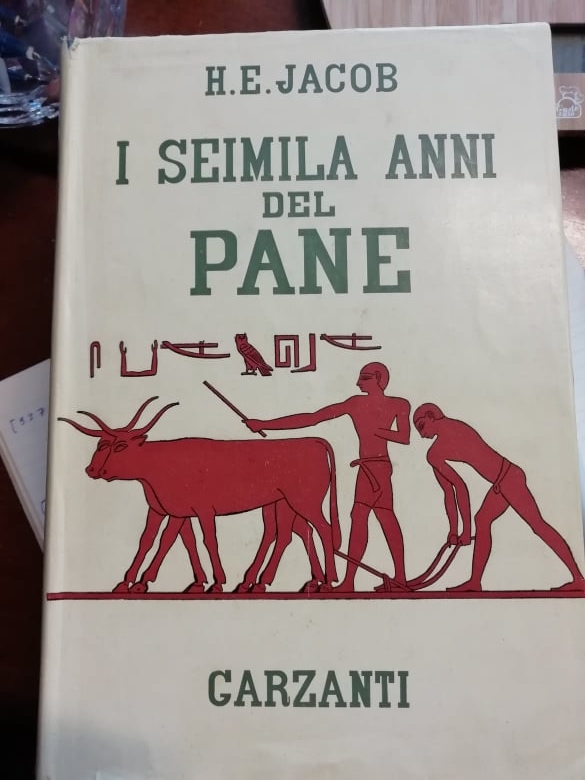 H.E. JACOB
I SEIMILA ANNI
DEL
PANE
GARZANTI